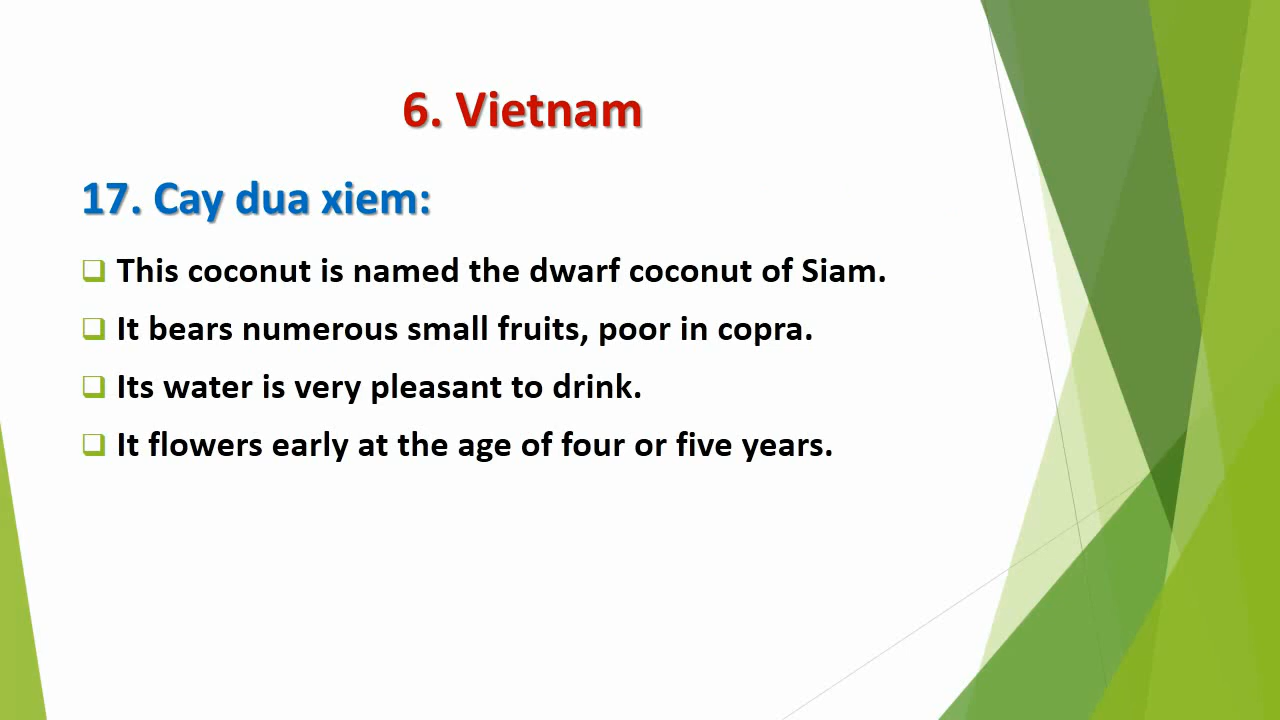 6. Vietnam
17. Cay dua xiem:
This coconut is named the dwarf coconut of Siam.
It bears numerous small fruits, poor in copra.
Its water is very pleasant to drink.
It flowers early at the age of four or five years.